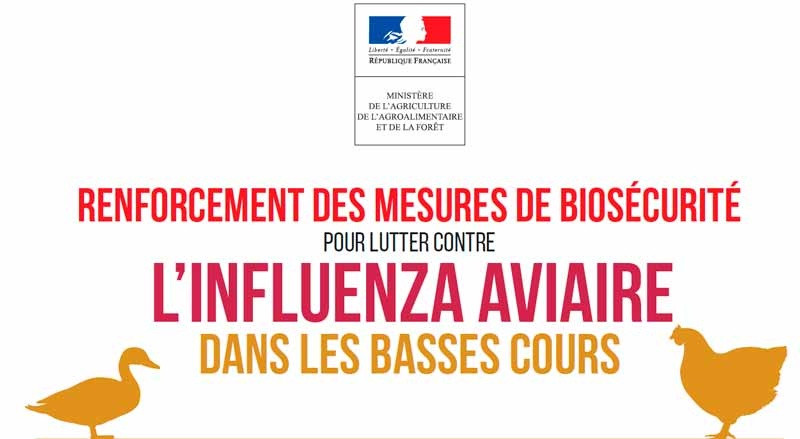 Liberté • Égalité • Fraternité
RÉPUBLIQUE FRANÇAISE
MINISTÈRE
DE L'AGRICULTURE
DE L'AGROALIMENTAIRE
ET DE LA FORÊT
RENFORCEMENT DES MESURES DE BIOSÉCURITÉ
POUR LUTTER CONTRE
L'INFLUENZA AVIAIRE
DANS LES BASSES COURS